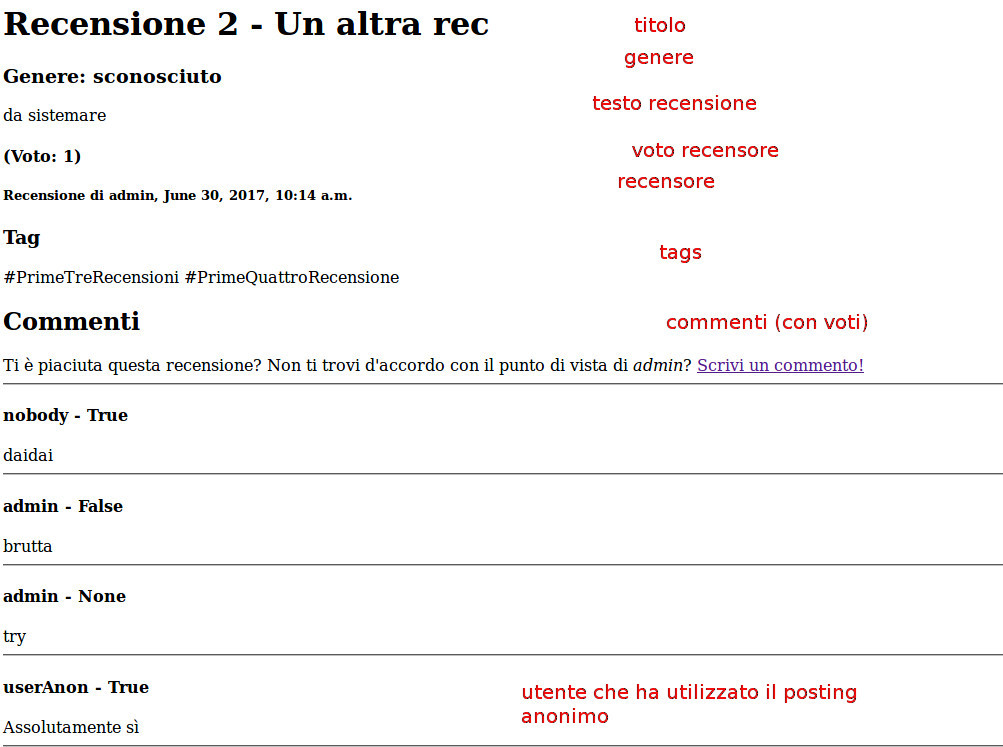 Recensione 2 - Un altra rec
titolo
genere
Genere: sconosciuto
testo recensione
da sistemare
voto recensore
(Voto: 1)
recensore
Recensione di admin, June 30, 2017, 10:14 a.m.
Tag
tags
#PrimeTreRecensioni #PrimeQuattroRecensione
Commenti
commenti (con voti)
Ti è piaciuta questa recensione? Non ti trovi d'accordo con il punto di vista di admin? Scrivi un commento!
nobody - True
daidai
admin - False
brutta
admin - None
try
userAnon - True
utente che ha utilizzato il posting
anonimo
Assolutamente sì